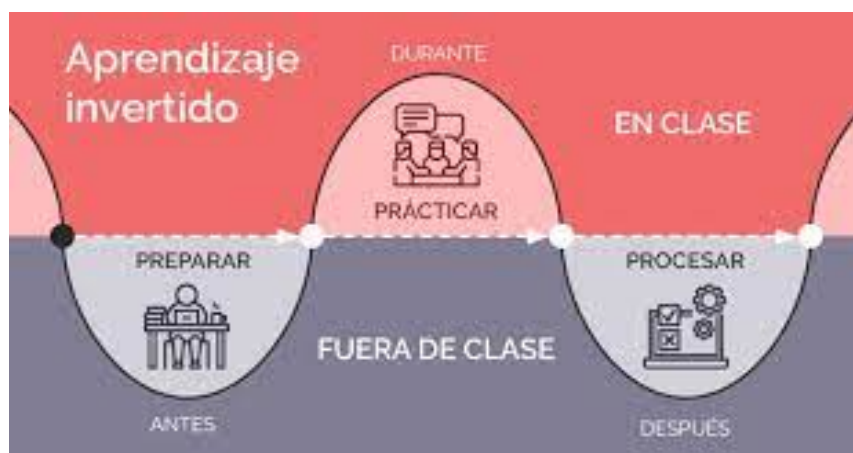 Aprendizaje
invertido
DURANTE
EN CLASE
PRÁCTICAR
PREPARAR
PROCESAR
FUERA DE CLASE
ANTES
DESPUÉS